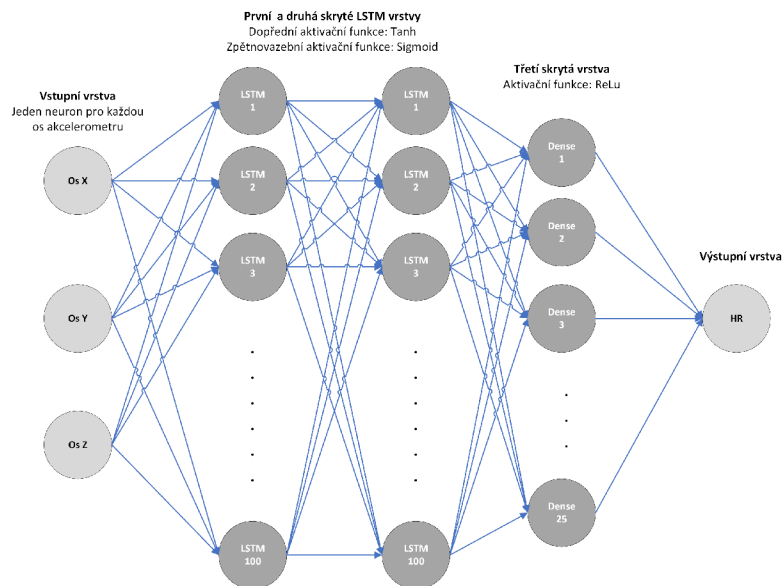 První  a druhá skryté LSTM vrstvy
Dopřední aktivační funkce: Tanh
Zpětnovazební aktivační funkce: Sigmoid
Třetí skrytá vrstva
Aktivační funkce: ReLu
Vstupní vrstva
Jeden neuron pro každou
os akcelerometru
Výstupní vrstva
Os X
Os Y
Os Z
LSTM
1
LSTM
2
LSTM
3
LSTM
100
LSTM
1
LSTM
2
LSTM
3
LSTM
100
Dense
1
Dense
2
Dense
3
Dense
25
HR